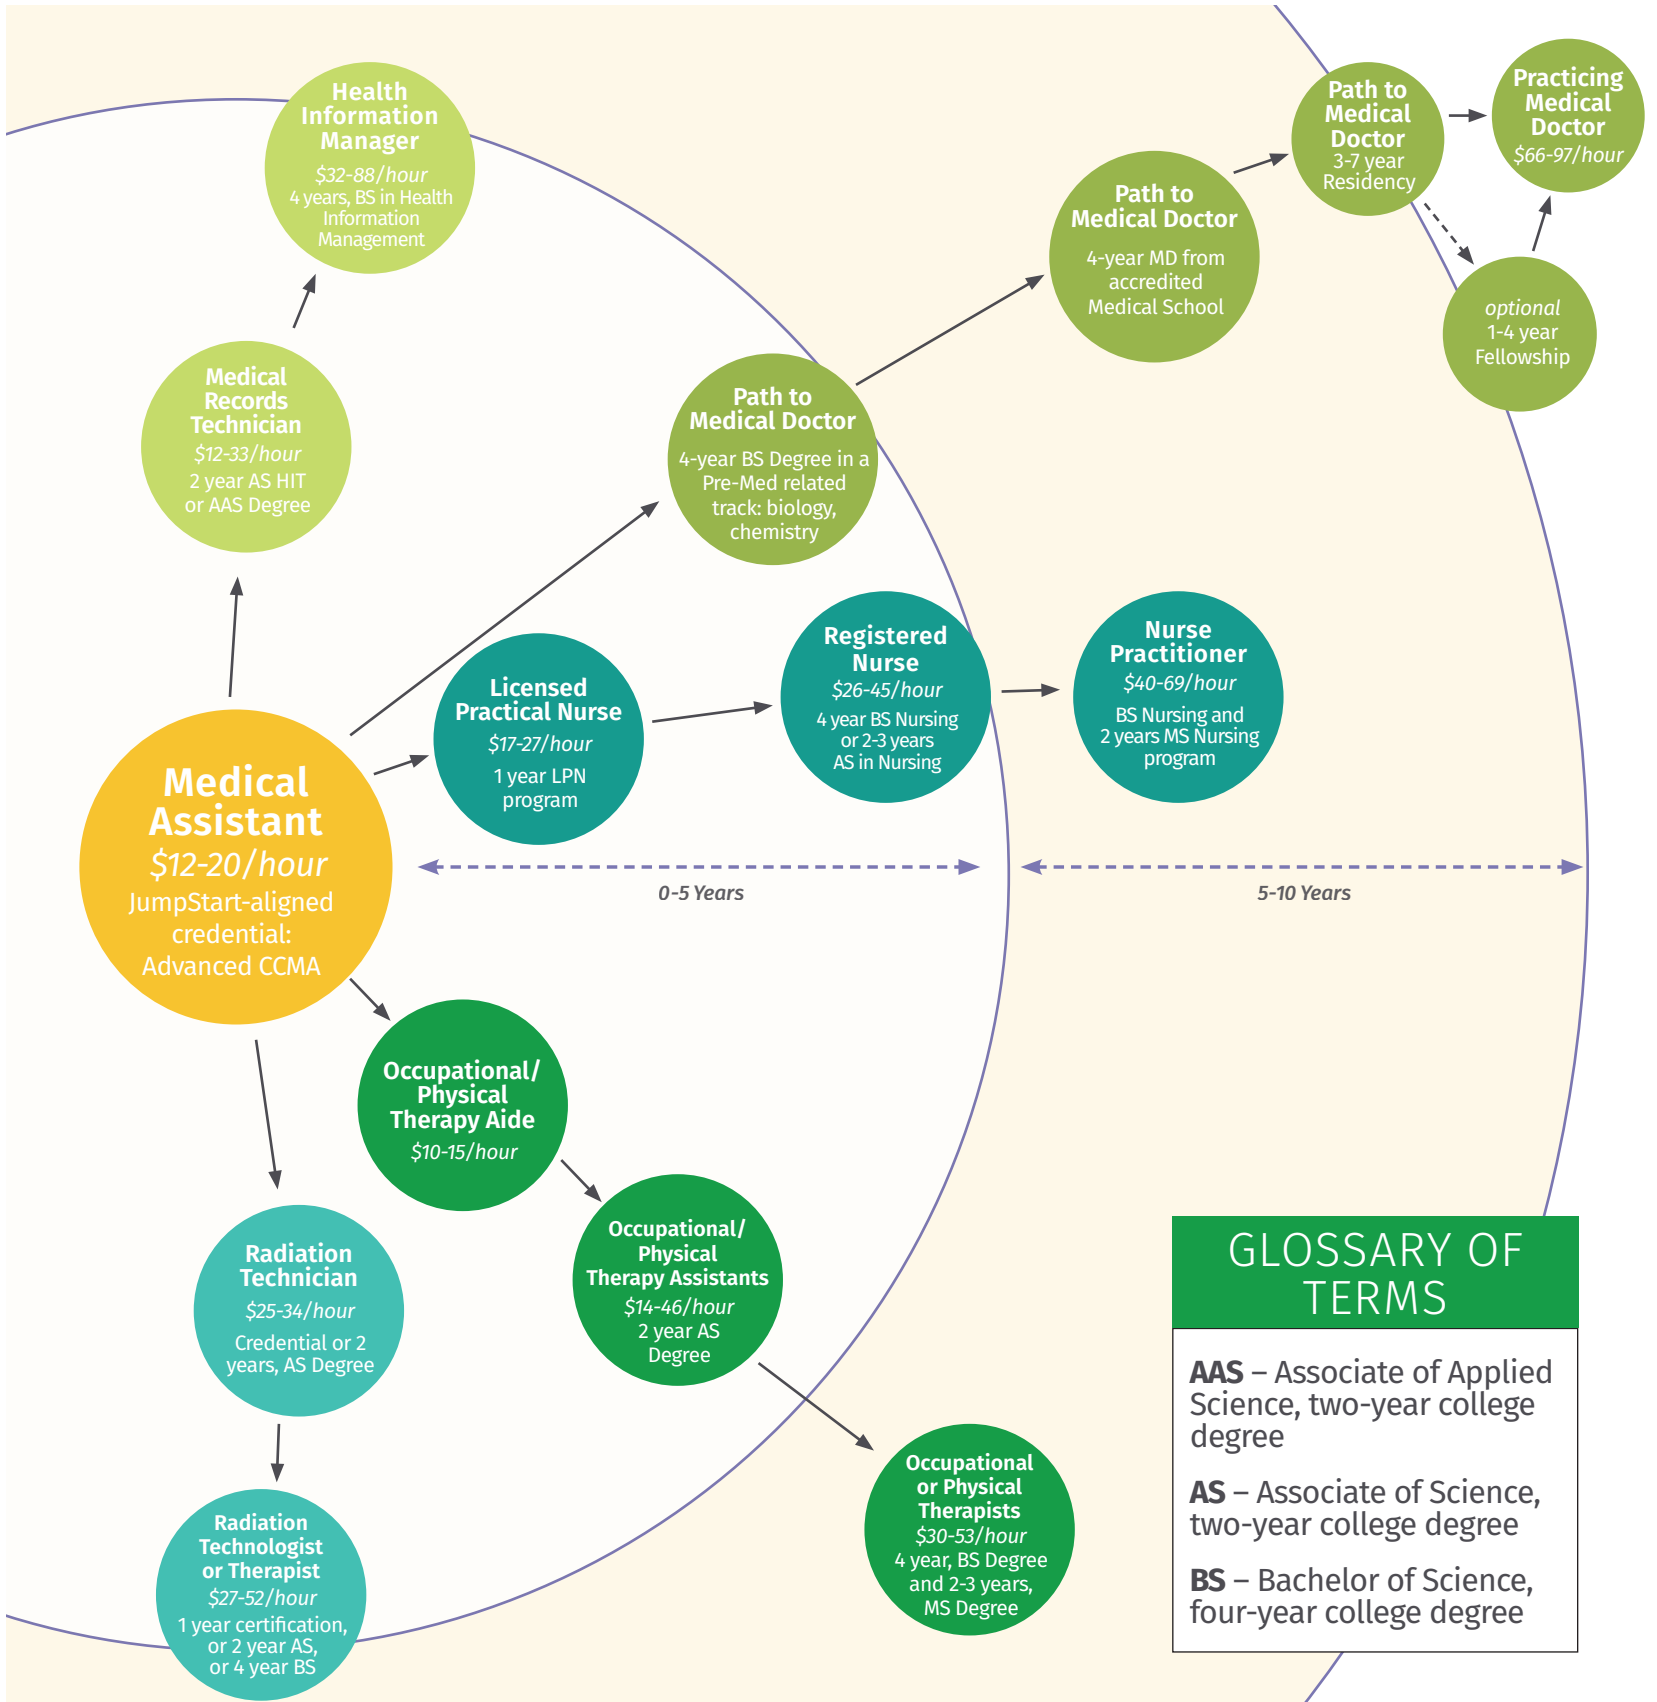 Health
Information
Manager
$32-88/hour
4 years, BS in Health
Information
Management
Medical
Records
Technician
$12-33/hour
2 year AS HIT
or AAS Degree
Path to
Medical Doctor
4-year BS Degree in a
Pre-Med related
track: biology,
chemistry
Path to
Medical Doctor
4-year MD from
accredited
Medical School
Path to
Medical
Doctor
3-7 year
Residency
Practicing
Medical
Doctor
$66-97/hour
optional
1-4 year
Fellowship
Licensed
Practical Nurse
$17-27/hour
1 year LPN
program
Registered
Nurse
$26-45/hour
4 year BS Nursing
or 2-3 years
AS in Nursing
Nurse
Practitioner
$40-69/hour
BS Nursing and
2 years MS Nursing
program
Medical
Assistant
$12-20/hour
JumpStart-aligned
credential:
Advanced CCMA
0-5 Years
5-10 Years
Occupational/
Physical
Therapy Aide
$10-15/hour
Occupational/
Physical
Therapy Assistants
$14-46/hour
2 year AS
Degree
Occupational
or Physical
Therapists
$30-53/hour
4 year, BS Degree
and 2-3 years,
MS Degree
Radiation
Technician
$25-34/hour
Credential or 2
years, AS Degree
Radiation
Technologist
or Therapist
$27-52/hour
1 year certification,
or 2 year AS,
or 4 year BS
GLOSSARY OF
TERMS
AAS – Associate of Applied
Science, two-year college
degree
AS – Associate of Science,
two-year college degree
BS – Bachelor of Science,
four-year college degree